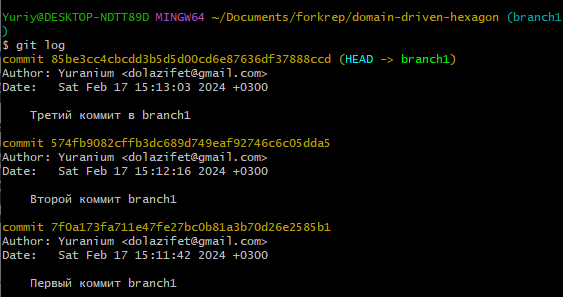 Yuriy@DESKTOP-NDTT89D MINGW64 ~/Documents/forkrep/domain-driven-hexagon (branch1
)
$ git log
commit 85be3cc4cbcdd3b5d5d00cd6e87636df37888ccd (HEAD -> branch1)
Author: Yuranium <dolazifet@gmail.com>
Date:   Sat Feb 17 15:13:03 2024 +0300
Третий коммит в branch1
commit 574fb9082cffb3dc689d749eaf92746c6c05dda5
Author: Yuranium <dolazifet@gmail.com>
Date:   Sat Feb 17 15:12:16 2024 +0300
Второй коммит branch1
commit 7f0a173fa711e47fe27bc0b81a3b70d26e2585b1
Author: Yuranium <dolazifet@gmail.com>
Date:   Sat Feb 17 15:11:42 2024 +0300
Первый коммит branch1